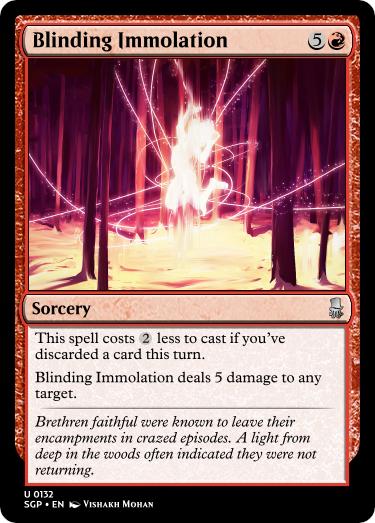 Blinding Immolation 5
Sorcery
This spell costs 2 less to cast if you've
discarded a card this turn.
Blinding Immolation deals 5 damage to any
target.
Brethren faithful were known to leave their
encampments in crazed episodes. A light from
deep in the woods often indicated they were not
returning.
U 0132
SGP • EN Vishakh Mohan